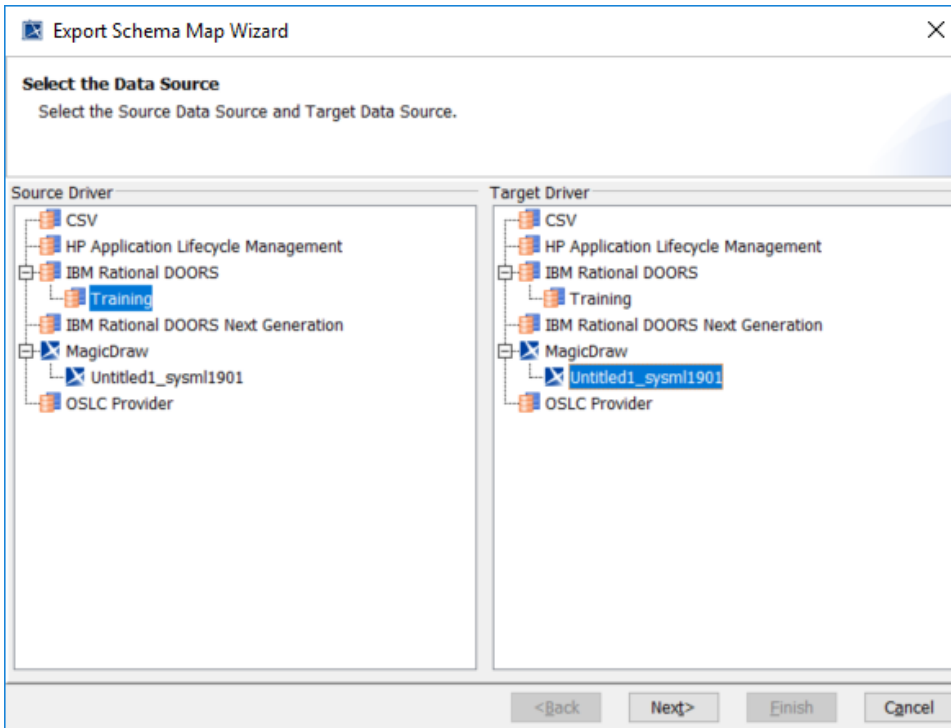 Export Schema Map Wizard
Select the Data Source
Select the Source Data Source and Target Data Source.
Source Driver
CSV
HP Application Lifecycle Management
IBM Rational DOORS
Training
IBM Rational DOORS Next Generation
MagicDraw
Untitled1_sysml1901
OSLC Provider
Target Driver
CSV
HP Application Lifecycle Management
IBM Rational DOORS
Training
IBM Rational DOORS Next Generation
MagicDraw
Untitled1_sysml1901
OSLC Provider
<Back Next> Finish Cancel